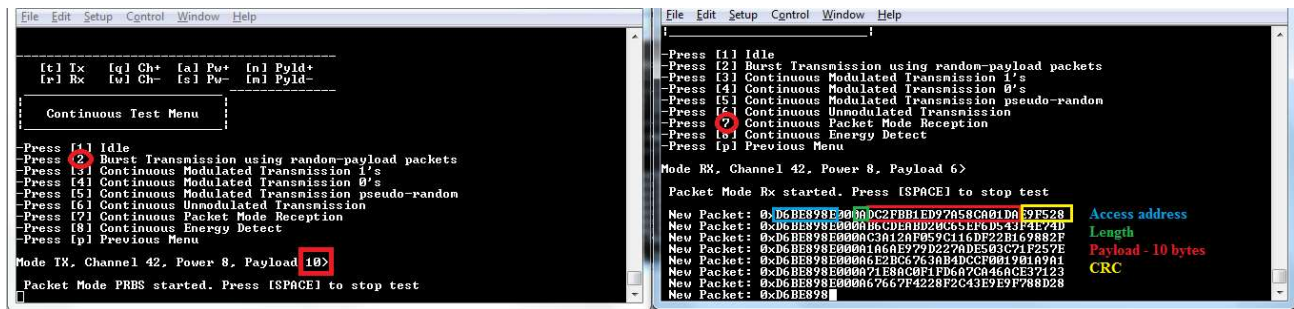 File Edit Setup Control Window Help
[t] Tx [q] Ch+ [a] Pw+ [n] Pyld+
[r] Rx [w] Ch- [s] Pw- [m] Pyld-
Continuous Test Menu
-Press [1] Idle
-Press [2] Burst Transmission using random-payload packets
-Press [3] Continuous Modulated Transmission 1's
-Press [4] Continuous Modulated Transmission 0's
-Press [5] Continuous Modulated Transmission pseudo-random
-Press [6] Continuous Unmodulated Transmission
-Press [7] Continuous Packet Mode Reception
-Press [8] Continuous Energy Detect
-Press [p] Previous Menu
Mode TX, Channel 42, Power 8, Payload 10>
Packet Mode PRBS started. Press [SPACE] to stop test
File Edit Setup Control Window Help
-Press [1] Idle
-Press [2] Burst Transmission using random-payload packets
-Press [3] Continuous Modulated Transmission 1's
-Press [4] Continuous Modulated Transmission 0's
-Press [5] Continuous Modulated Transmission pseudo-random
-Press [6] Continuous Unmodulated Transmission
-Press [7] Continuous Packet Mode Reception
-Press [8] Continuous Energy Detect
-Press [p] Previous Menu
Mode RX, Channel 42, Power 8, Payload 6>
Packet Mode Rx started. Press [SPACE] to stop test
New Packet: 0xD6BE898E000ADC2FBB1ED97A58CA01DAE9F528 Access address
New Packet: 0xD6BE898E000AB6CDEABD20C65EF6D543F4E74D Length
New Packet: 0xD6BE898E000AC3A12AF059C116DF22B169882F
New Packet: 0xD6BE898E000A1A6AE979D227ADE503C71F257E Payload - 10 bytes
New Packet: 0xD6BE898E000A6E2BC6763AB4DCCF001901A9A1 CRC
New Packet: 0xD6BE898E000A71E8AC0F1FD6A7CA46ACE37123
New Packet: 0xD6BE898E000A67667F4228F2C43E9E9F788D28
New Packet: 0xD6BE898